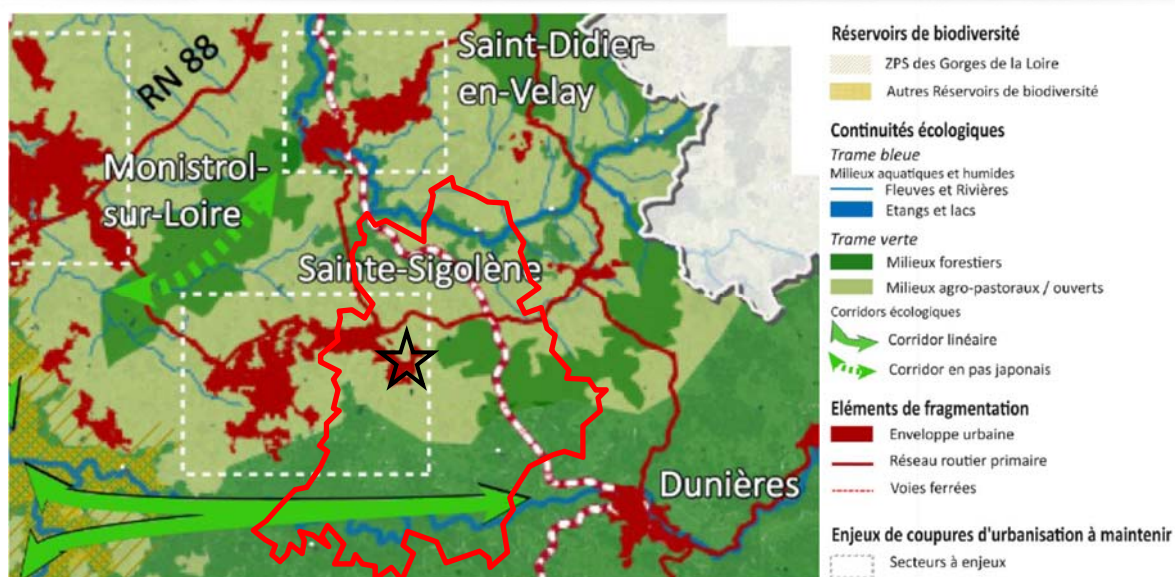 RN 88
Saint-Didier-
en-Velay
Monistrol-
sur-Loire
Sainte-Sigolène
Dunières
Réservoirs de biodiversité
ZPS des Gorges de la Loire
Autres Réservoirs de biodiversité
Continuités écologiques
Trame bleue
Milieux aquatiques et humides
Fleuves et Rivières
Etangs et lacs
Trame verte
Milieux forestiers
Milieux agro-pastoraux / ouverts
Corridors écologiques
Corridor linéaire
Corridor en pas japonais
Eléments de fragmentation
Enveloppe urbaine
Réseau routier primaire
Voies ferrées
Enjeux de coupures d'urbanisation à maintenir
Secteurs à enjeux